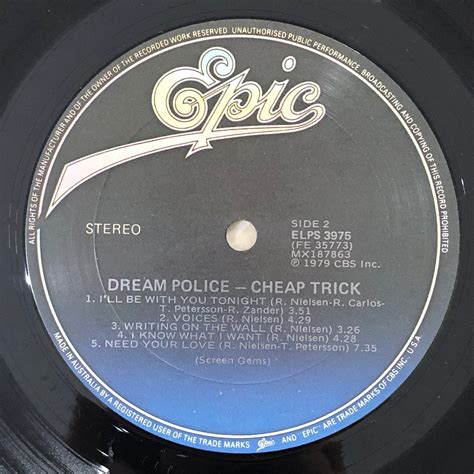 ALL RIGHTS OF THE MANUFACTURER AND OF THE OWNER OF THE RECORDED WORK RESERVED. UNAUTHORISED PUBLIC PERFORMANCE, BROADCASTING AND COPYING OF THIS RECORD PROHIBITED.
Epic
STEREO
SIDE 2
ELPS 3975
(FE 35773)
MX187863
℗ 1979 CBS Inc.
DREAM POLICE — CHEAP TRICK
1. I'LL BE WITH YOU TONIGHT (R. Nielsen-R. Carlos-
T. Petersson-R. Zander) 3.51
2. VOICES (R. Nielsen) 4.29
3. WRITING ON THE WALL (R. Nielsen) 3.26
4. I KNOW WHAT I WANT (R. Nielsen) 4.28
5. NEED YOUR LOVE (R. Nielsen-T. Petersson) 7.35
(Screen Gems)
MADE IN AUSTRALIA BY A REGISTERED USER OF THE TRADE MARKS Epic AND "EPIC" ARE TRADE MARKS OF CBS INC · U·S·A·